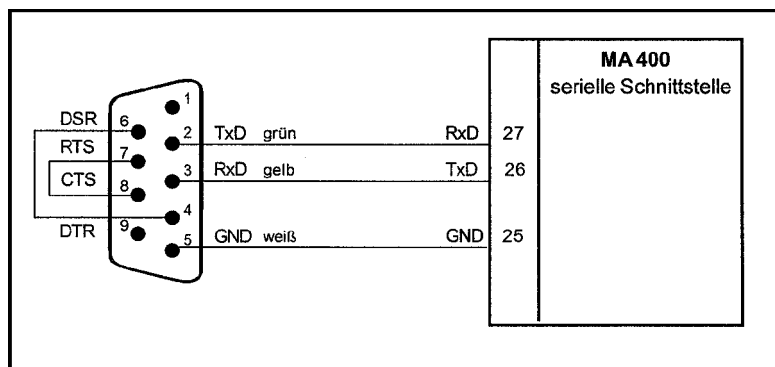 MA 400
serielle Schnittstelle
1
DSR 6
2 TxD grün RxD 27
RTS 7
3 RxD gelb TxD 26
CTS 8
4
DTR 9
5 GND weiß GND 25